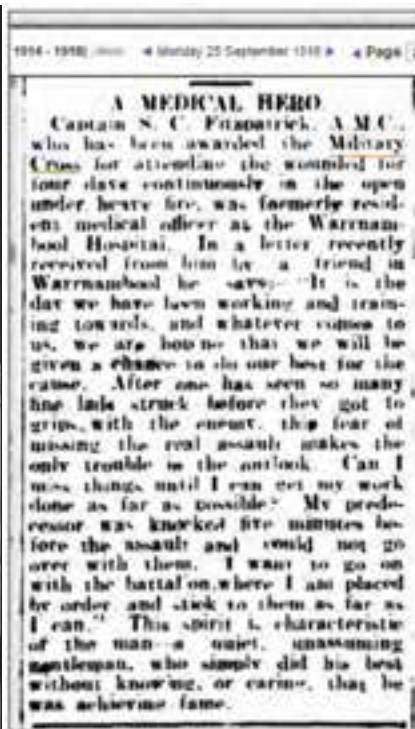 1914 - 1918)
Monday 25 September 1916
Page
A MEDICAL HERO
Captain S. C. Fitzpatrick, A.M.C.,
who has been awarded the Military
Cross for attending the wounded for
four days continuously in the open
under heavy fire, was formerly resid-
ent medical officer at the Warrnam-
bool Hospital. In a letter recently
received from him by a friend in
Warrnambool he says:- "It is the
day we have been working and train-
ing towards, and whatever comes to
us, we are hoping that we will be
given a chance to do our best for the
cause. After one has seen so many
fine lads struck before they got to
grips with the enemy, this fear of
missing the real assault makes the
only trouble in the outlook. Can I
miss things until I can get my work
done as far as possible? My prede-
cessor was knocked five minutes be-
fore the assault and could not go
over with them. I want to go on
with the battalion where I am placed
by order and stick to them as far as
I can." This spirit is characteristic
of the man—a quiet, unassuming
gentleman, who simply did his best
without knowing, or caring, that he
was achieving fame.